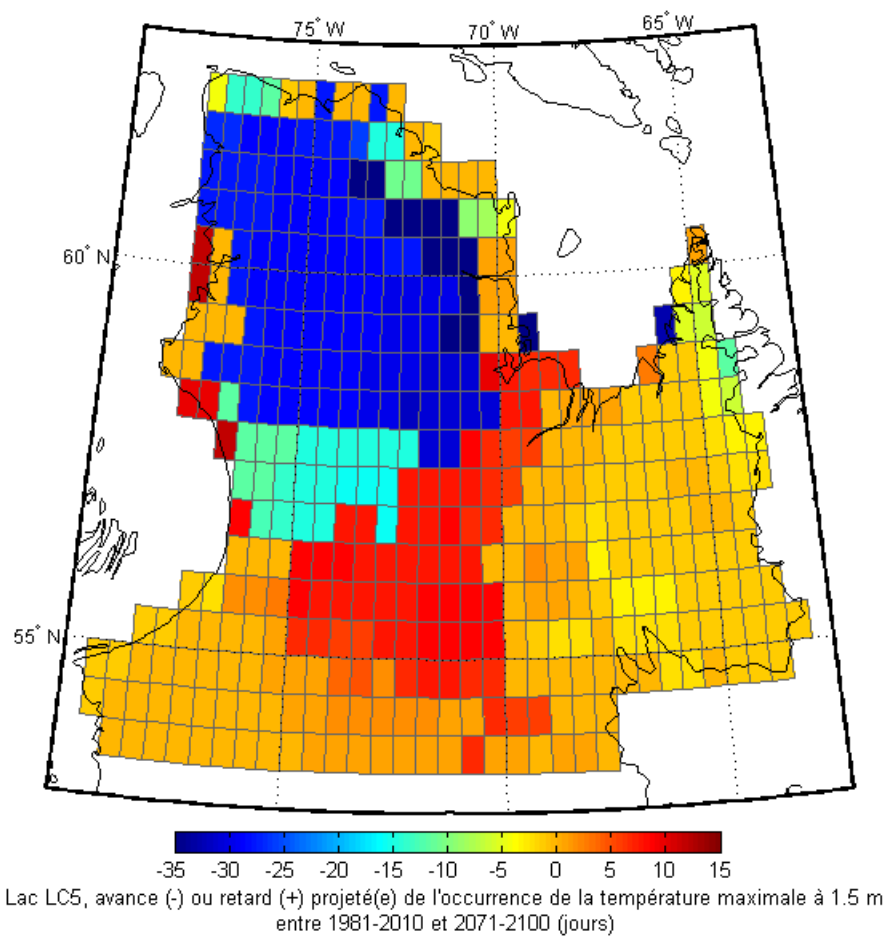 75° W 70° W 65° W
60° N
55° N
-35 -30 -25 -20 -15 -10 -5 0 5 10 15
Lac LC5, avance (-) ou retard (+) projeté(e) de l'occurrence de la température maximale à 1.5 m
entre 1981-2010 et 2071-2100 (jours)